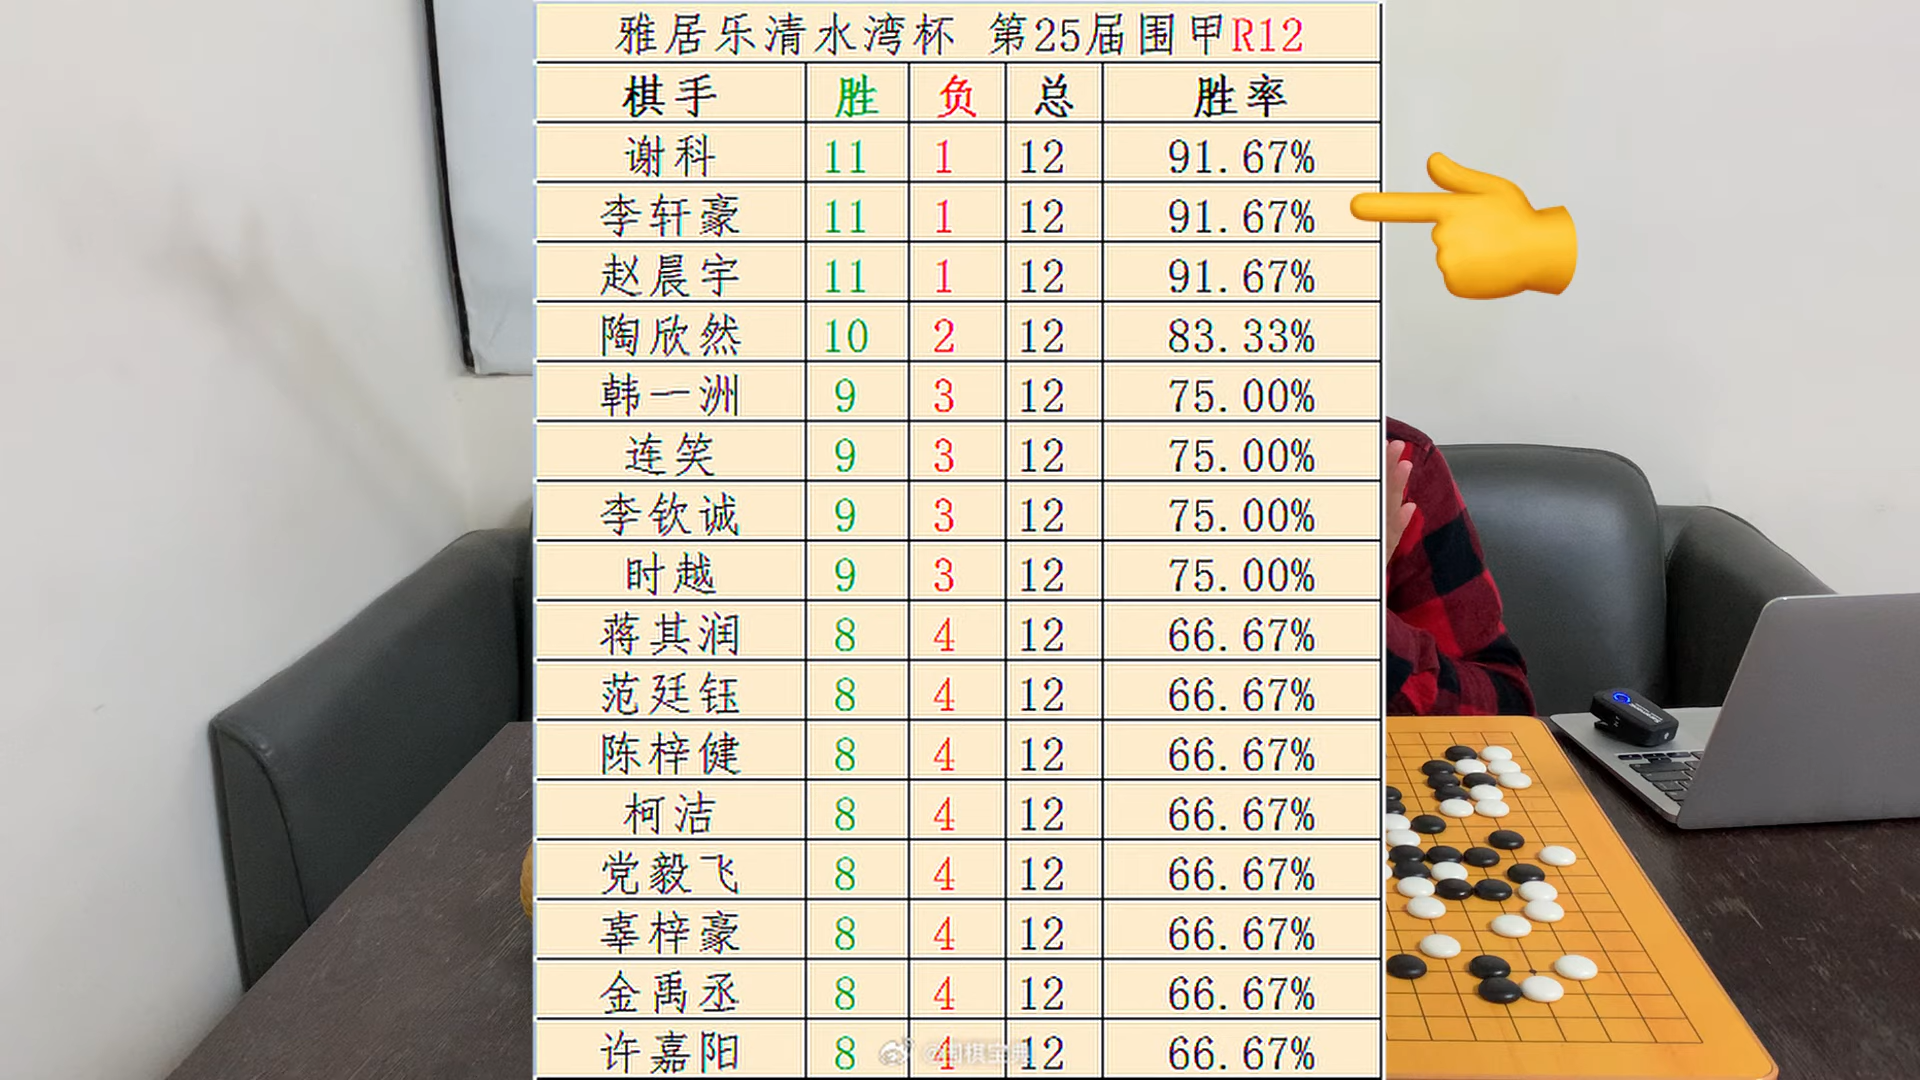 雅居乐清水湾杯 第25届围甲R12
棋手 胜 负 总 胜率
谢科 11 1 12 91.67%
李轩豪 11 1 12 91.67%
赵晨宇 11 1 12 91.67%
陶欣然 10 2 12 83.33%
韩一洲 9 3 12 75.00%
连笑 9 3 12 75.00%
李钦诚 9 3 12 75.00%
时越 9 3 12 75.00%
蒋其润 8 4 12 66.67%
范廷钰 8 4 12 66.67%
陈梓健 8 4 12 66.67%
柯洁 8 4 12 66.67%
党毅飞 8 4 12 66.67%
辜梓豪 8 4 12 66.67%
金禹丞 8 4 12 66.67%
许嘉阳 8 4 12 66.67%
@围棋宝典